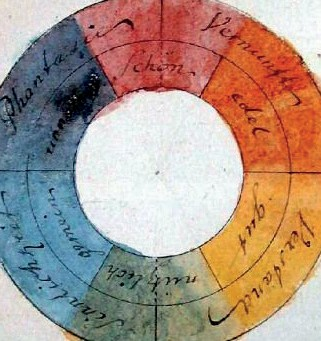 Vernunft
Verstand
Sinnlichkeit
Phantasie
schön
edel
gut
nützlich
gemein